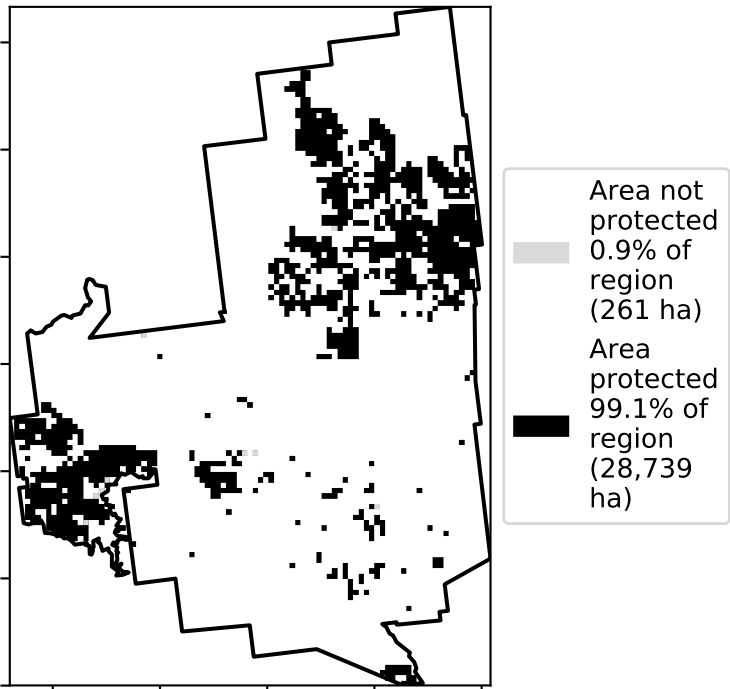 Area not
protected
0.9% of
region
(261 ha)
Area
protected
99.1% of
region
(28,739
ha)